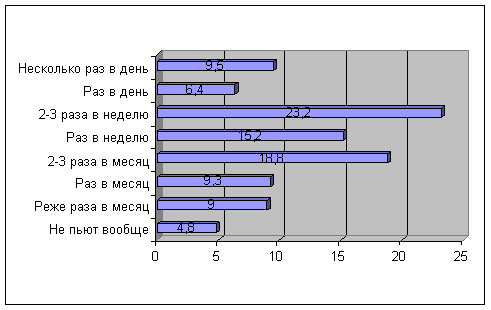 Несколько раз в день 9,5
Раз в день 6,4
2-3 раза в неделю 23,2
Раз в неделю 15,2
2-3 раза в месяц 18,8
Раз в месяц 9,3
Реже раза в месяц 9
Не пьют вообще 4,8
0 5 10 15 20 25